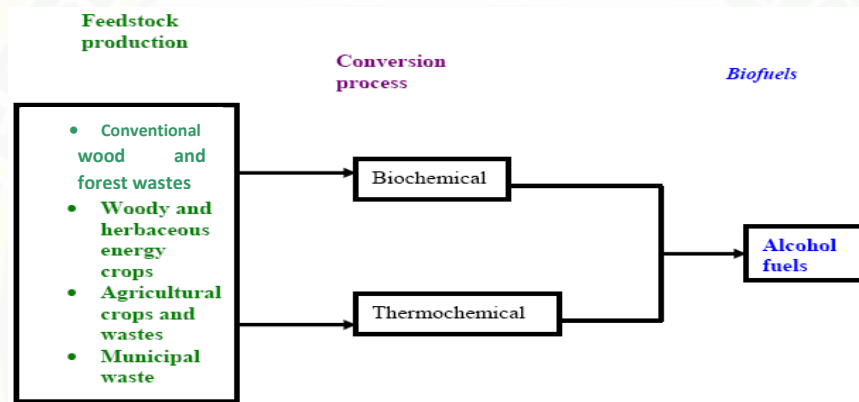 Feedstock
production
Conversion
process
Biofuels
• Conventional
wood and
forest wastes
• Woody and
herbaceous
energy
crops
• Agricultural
crops and
wastes
• Municipal
waste
Biochemical
Thermochemical
Alcohol
fuels